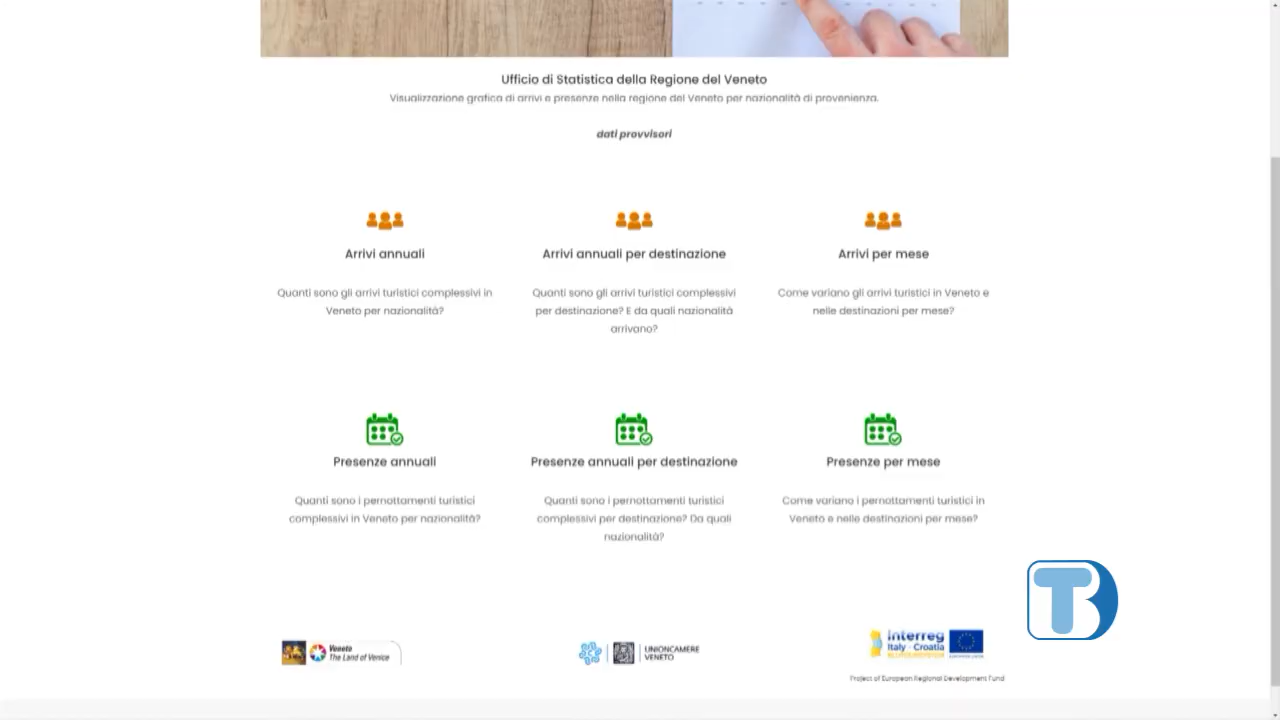 Ufficio di Statistica della Regione del Veneto
Visualizzazione grafica di arrivi e presenze nella regione del Veneto per nazionalità di provenienza.
dati provvisori
Arrivi annuali
Quanti sono gli arrivi turistici complessivi in
Veneto per nazionalità?
Arrivi annuali per destinazione
Quanti sono gli arrivi turistici complessivi
per destinazione? E da quali nazionalità
arrivano?
Arrivi per mese
Come variano gli arrivi turistici in Veneto e
nelle destinazioni per mese?
Presenze annuali
Quanti sono i pernottamenti turistici
complessivi in Veneto per nazionalità?
Presenze annuali per destinazione
Quanti sono i pernottamenti turistici
complessivi per destinazione? Da quali
nazionalità?
Presenze per mese
Come variano i pernottamenti turistici in
Veneto e nelle destinazioni per mese?
Veneto
The Land of Venice
UNIONCAMERE
VENETO
Interreg
Italy - Croatia
Project of European Regional Development Fund
TB